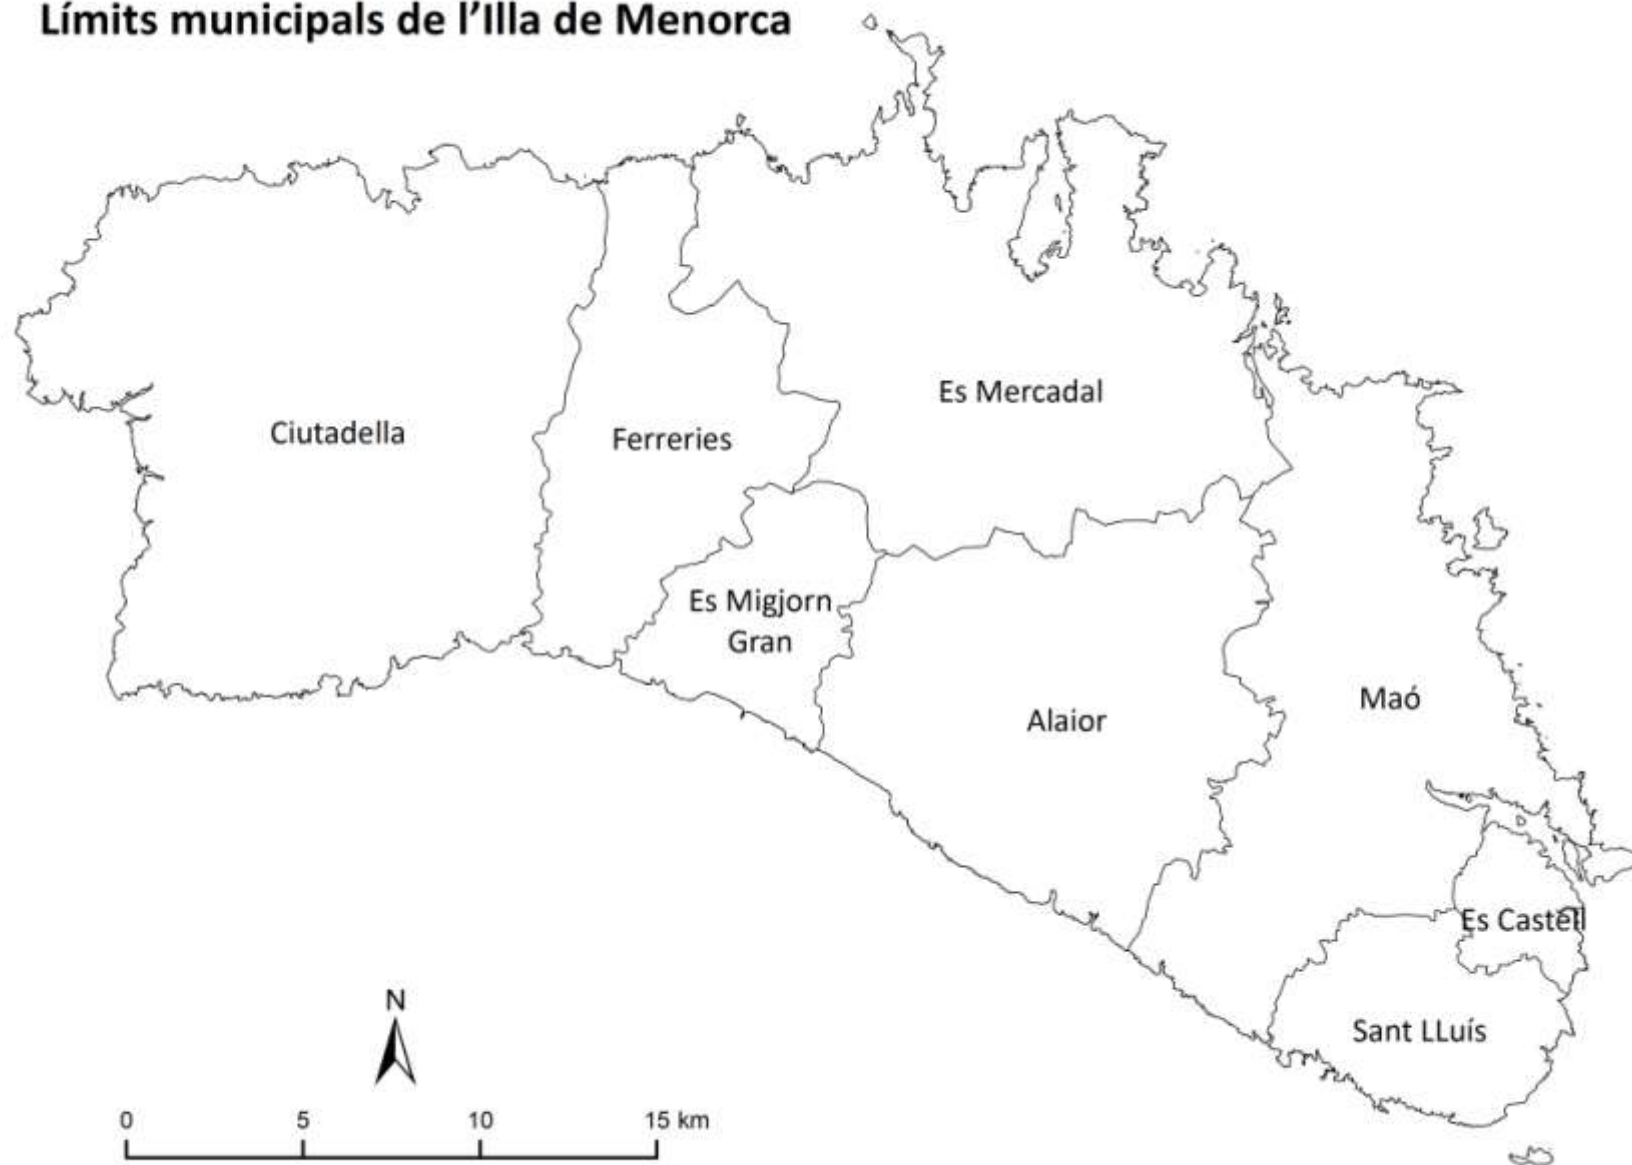 Límits municipals de l’Illa de Menorca
Es Mercadal
Ciutadella
Ferreries
Es Migjorn
Gran
Maó
Alaior
Es Castell
Sant LLuís
N
0 5 10 15 km